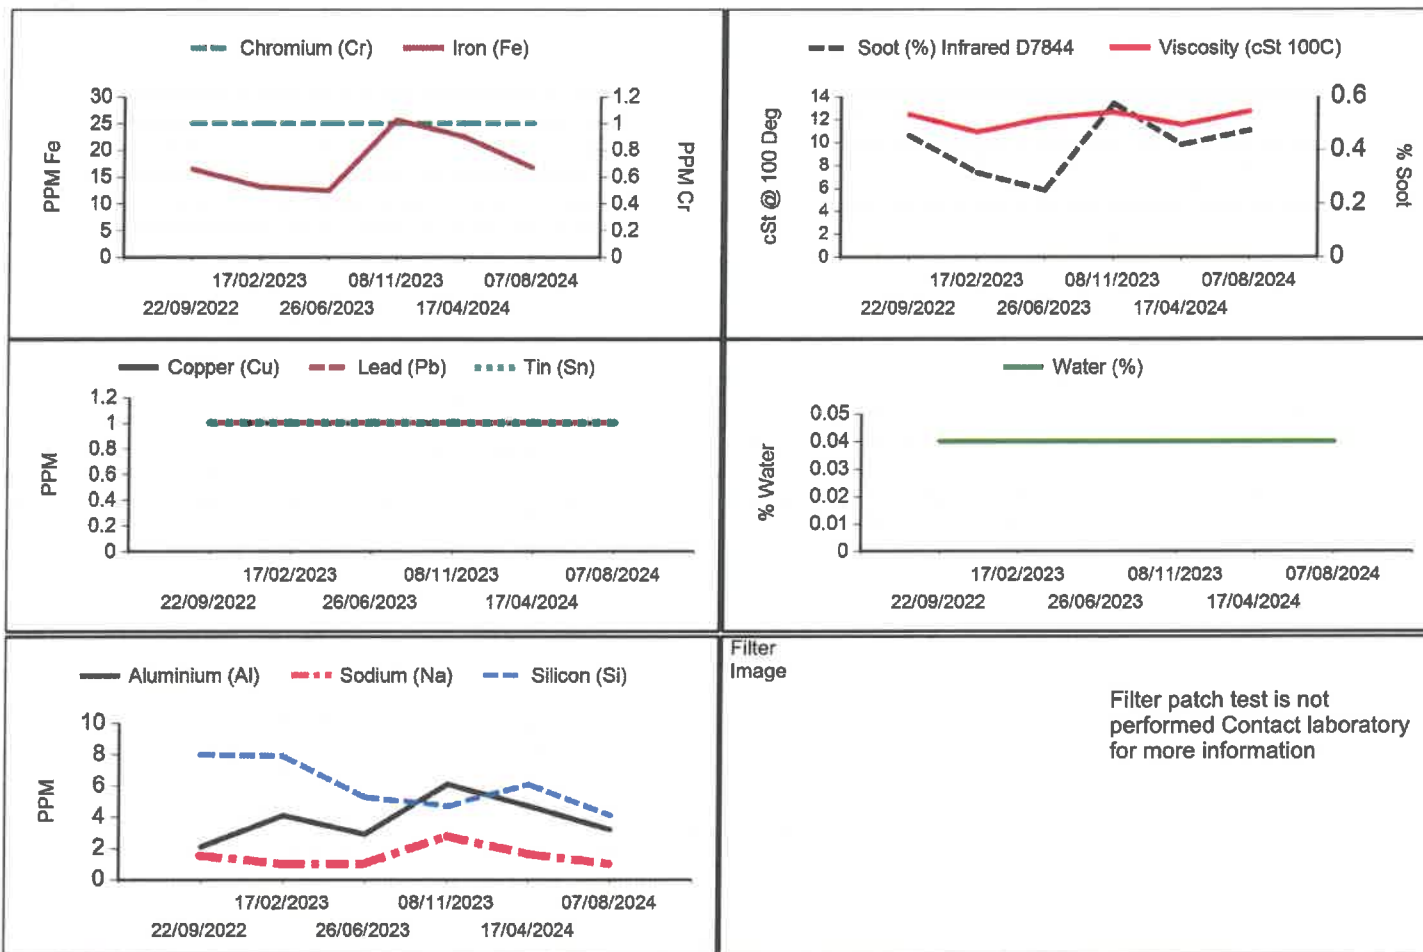 Chromium (Cr) Iron (Fe)
PPM Fe
30
25
20
15
10
5
0
1.2
1
0.8
0.6
0.4
0.2
0
PPM Cr
17/02/2023 08/11/2023 07/08/2024
22/09/2022 26/06/2023 17/04/2024
Soot (%) Infrared D7844 Viscosity (cSt 100C)
cSt @ 100 Deg
14
12
10
8
6
4
2
0
0.6
0.4
0.2
0
% Soot
17/02/2023 08/11/2023 07/08/2024
22/09/2022 26/06/2023 17/04/2024
Copper (Cu) Lead (Pb) Tin (Sn)
PPM
1.2
1
0.8
0.6
0.4
0.2
0
17/02/2023 08/11/2023 07/08/2024
22/09/2022 26/06/2023 17/04/2024
Water (%)
% Water
0.05
0.04
0.03
0.02
0.01
0
17/02/2023 08/11/2023 07/08/2024
22/09/2022 26/06/2023 17/04/2024
Aluminium (Al) Sodium (Na) Silicon (Si)
PPM
10
8
6
4
2
0
17/02/2023 08/11/2023 07/08/2024
22/09/2022 26/06/2023 17/04/2024
Filter
Image
Filter patch test is not
performed Contact laboratory
for more information